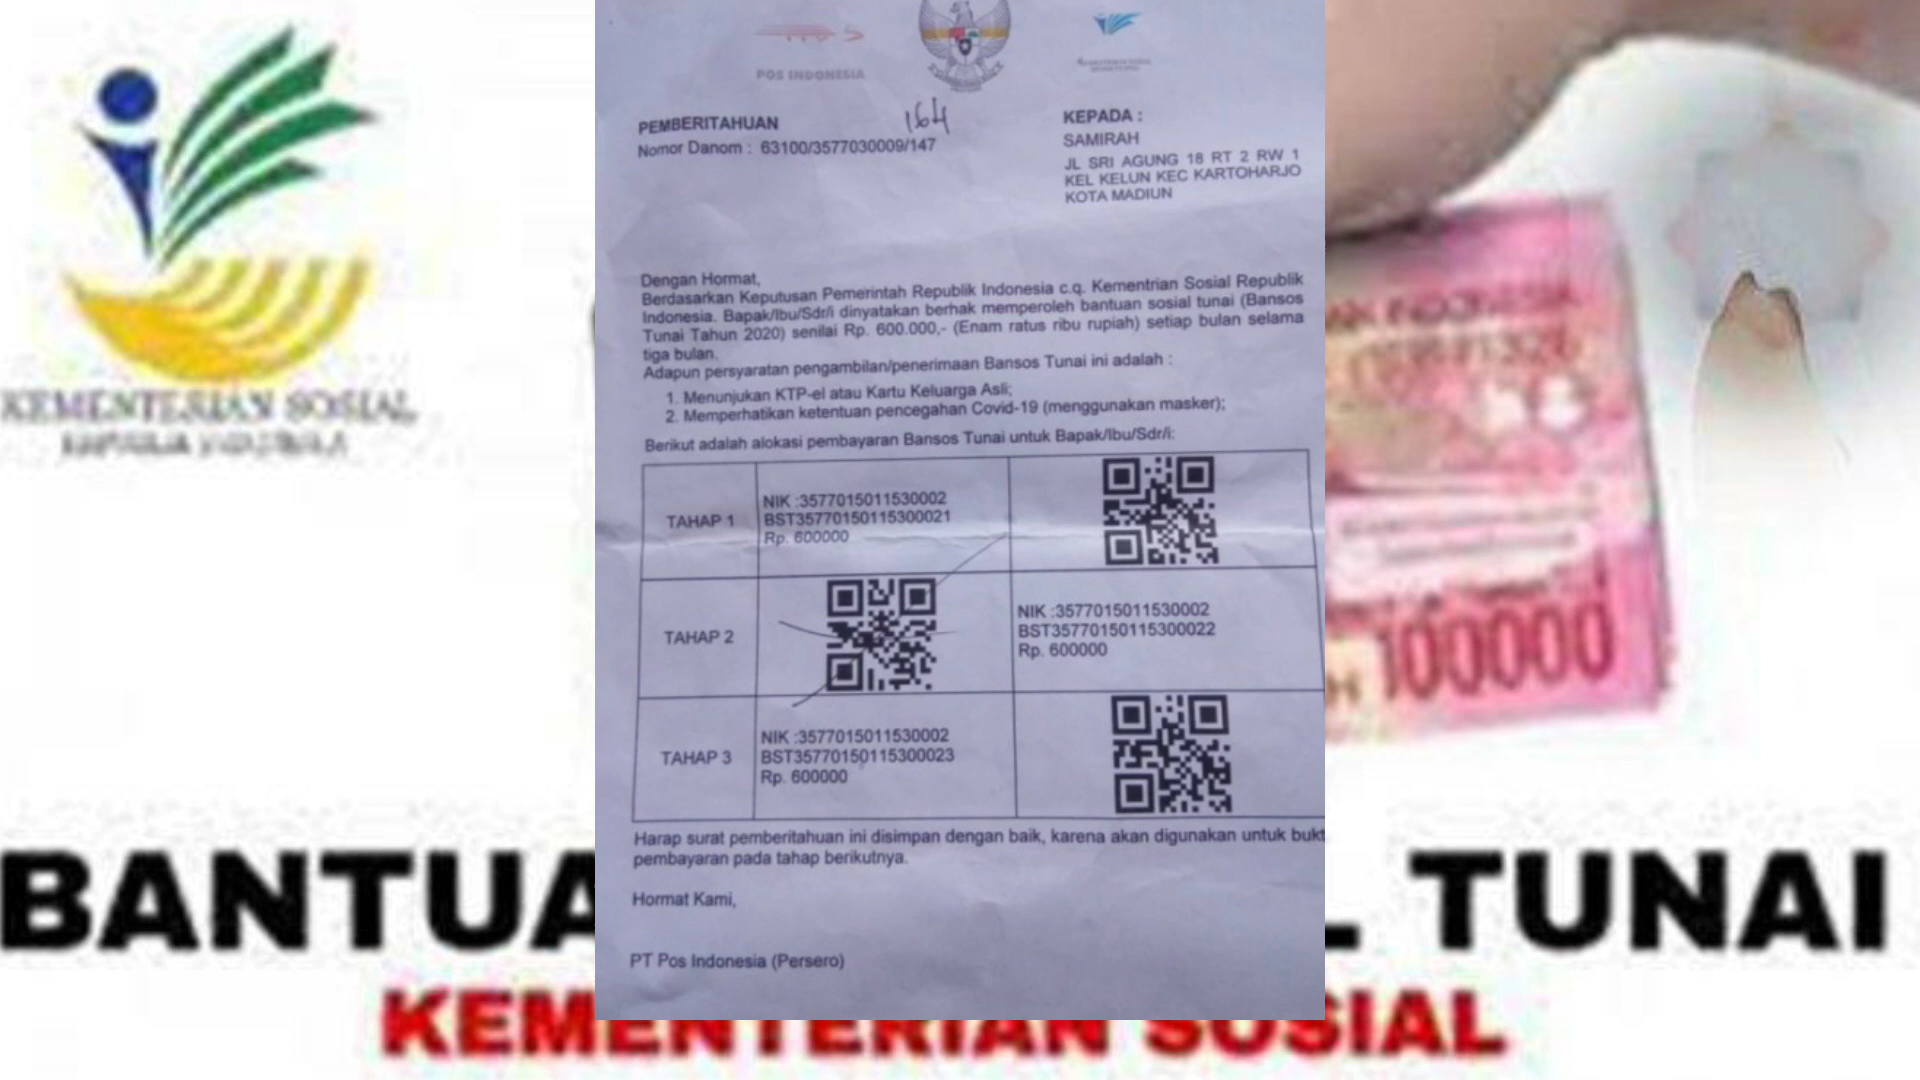 KEMENTERIAN SOSIAL
POS INDONESIA
PEMBERITAHUAN
164
Nomor Danom : 63100/3577030009/147
KEPADA :
SAMIRAH
JL SRI AGUNG 18 RT 2 RW 1
KEL KELUN KEC KARTOHARJO
KOTA MADIUN
Dengan Hormat,
Berdasarkan Keputusan Pemerintah Republik Indonesia c.q. Kementrian Sosial Republik
Indonesia. Bapak/Ibu/Sdr/i dinyatakan berhak memperoleh bantuan sosial tunai (Bansos
Tunai Tahun 2020) senilai Rp. 600.000,- (Enam ratus ribu rupiah) setiap bulan selama
tiga bulan.
Adapun persyaratan pengambilan/penerimaan Bansos Tunai ini adalah :
1. Menunjukan KTP-el atau Kartu Keluarga Asli;
2. Memperhatikan ketentuan pencegahan Covid-19 (menggunakan masker);
Berikut adalah alokasi pembayaran Bansos Tunai untuk Bapak/Ibu/Sdr/i:
TAHAP 1
NIK :3577015011530002
BST35770150115300021
Rp. 600000
TAHAP 2
NIK :3577015011530002
BST35770150115300022
Rp. 600000
TAHAP 3
NIK :3577015011530002
BST35770150115300023
Rp. 600000
Harap surat pemberitahuan ini disimpan dengan baik, karena akan digunakan untuk bukt
pembayaran pada tahap berikutnya.
Hormat Kami,
PT Pos Indonesia (Persero)
100000
BANTUA L TUNAI
KEMENTERIAN SOSIAL